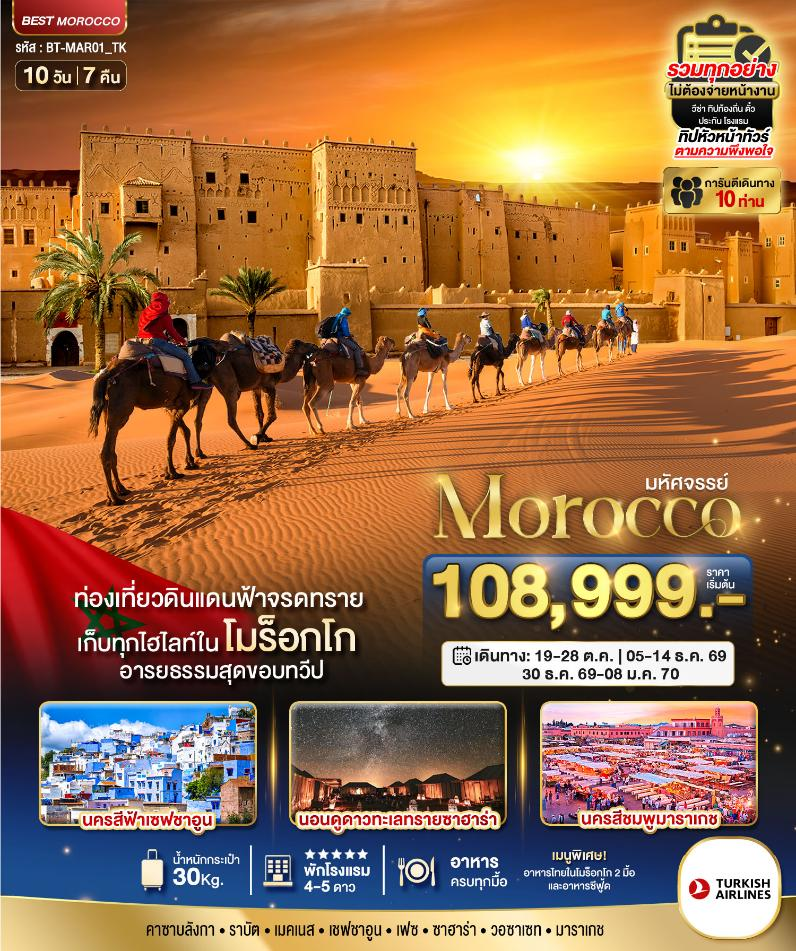 BEST MOROCCO
รหัส : BT-MAR01_TK
10 วัน | 7 คืน
รวมทุกอย่าง
ไม่ต้องจ่ายหน้างาน
วีซ่า ทิปท้องถิ่น ตั๋ว
ประกัน โรงแรม
ทิปหัวหน้าทัวร์
ตามความพึงพอใจ
การันตีเดินทาง
10 ท่าน
มหัศจรรย์
Morocco
108,999.-
ราคา
เริ่มต้น
ท่องเที่ยวดินแดนฟ้าจรดทราย
เก็บทุกไฮไลท์ใน โมร็อกโก
อารยธรรมสุดขอบทวีป
เดินทาง: 19-28 ต.ค. | 05-14 ธ.ค. 69
30 ธ.ค. 69-08 ม.ค. 70
นครสีฟ้าเชฟชาอูน
นอนดูดาวทะเลทรายซาฮาร่า
นครสีชมพูมาราเกช
น้ำหนักกระเป๋า
30Kg.
พักโรงแรม
4-5 ดาว
อาหาร
ครบทุกมื้อ
เมนูพิเศษ!
อาหารไทยในโมร็อกโก 2 มื้อ
และอาหารซีฟู้ด
TURKISH
AIRLINES
คาซาบลังกา • ราบัต • เมคเนส • เชฟชาอูน • เฟซ • ซาฮาร่า • วอซาเซท • มาราเกช